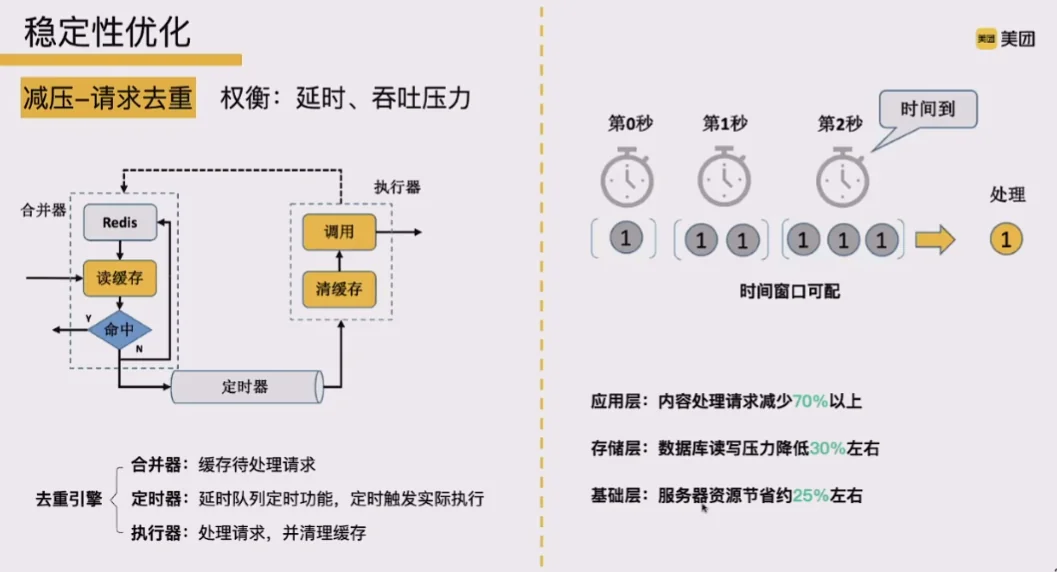 稳定性优化
美团 美团
减压-请求去重 权衡：延时、吞吐压力
合并器
Redis
读缓存
命中
Y
N
定时器
执行器
调用
清缓存
去重引擎
合并器：缓存待处理请求
定时器：延时队列定时功能，定时触发实际执行
执行器：处理请求，并清理缓存
第0秒 第1秒 第2秒
时间到
1 1 1 1 1 1
处理
1
时间窗口可配
应用层：内容处理请求减少70%以上
存储层：数据库读写压力降低30%左右
基础层：服务器资源节省约25%左右